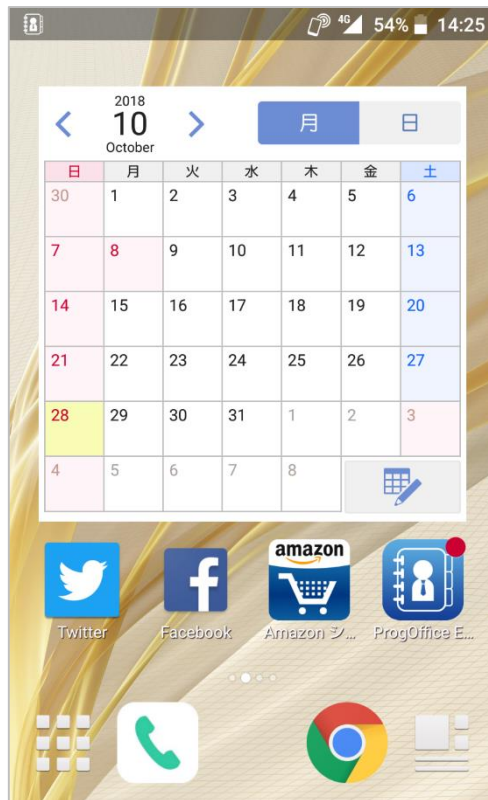 4G 54% 14:25
2018
10
October
月 日
日 月 火 水 木 金 土
30 1 2 3 4 5 6
7 8 9 10 11 12 13
14 15 16 17 18 19 20
21 22 23 24 25 26 27
28 29 30 31 1 2 3
4 5 6 7 8
amazon
Twitter Facebook Amazon シ... ProgOffice E...